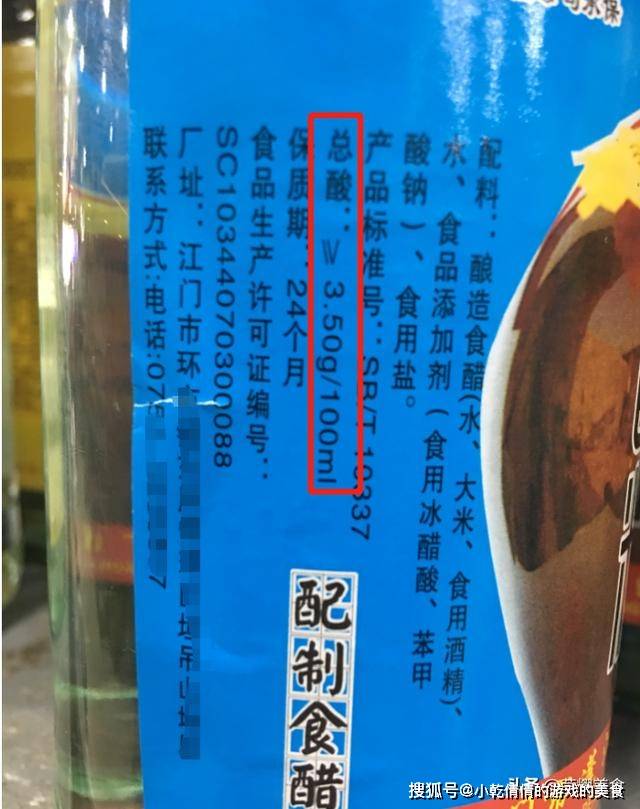 配料：酿造食醋(水、大米、食用酒精)、
水、食品添加剂（食用冰醋酸、苯甲
酸钠）、食用盐。
产品标准号：SB/T 10337
总酸：≥3.50g/100ml
保质期：24个月
食品生产许可证编号：
SC10344070300088
厂址：江门市环
联系方式:电话:075
配制食醋
搜狐号@小乾倩倩的游戏的美食